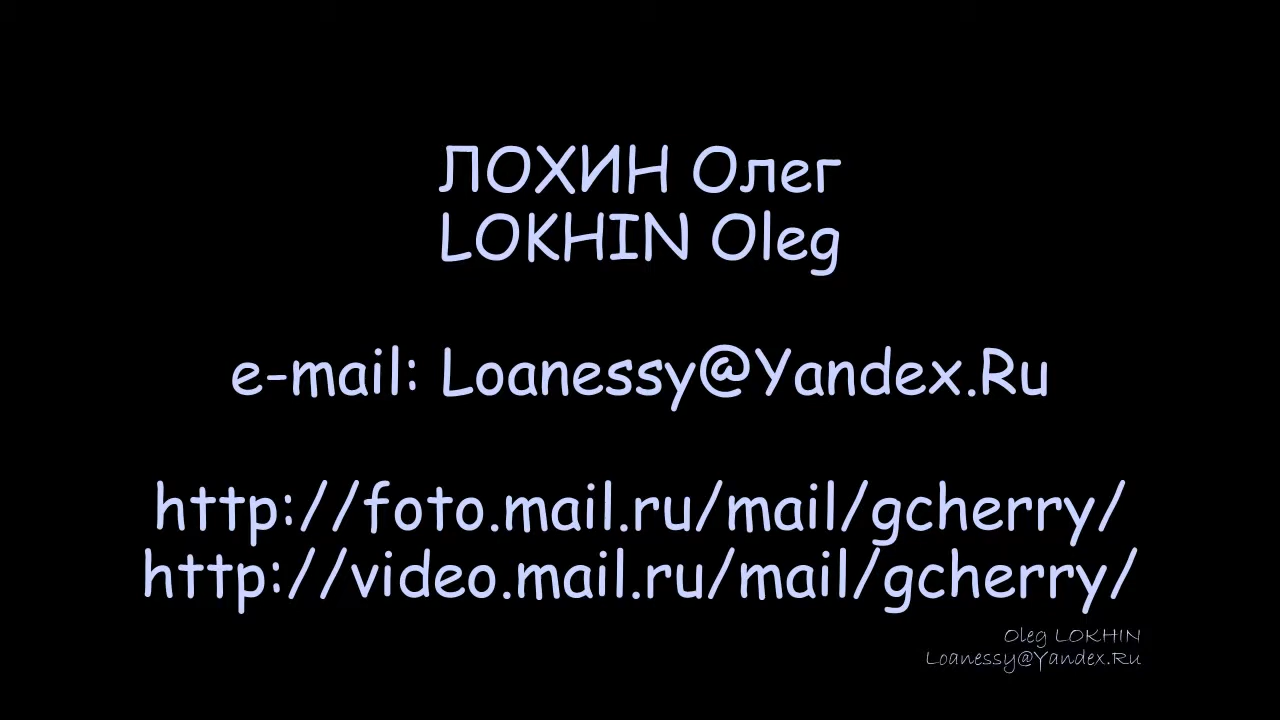 ЛОХИН Олег
LOKHIN Oleg
e-mail: Loanessy@Yandex.Ru
http://foto.mail.ru/mail/gcherry/
http://video.mail.ru/mail/gcherry/
Oleg LOKHIN
Loanessy@Yandex.Ru